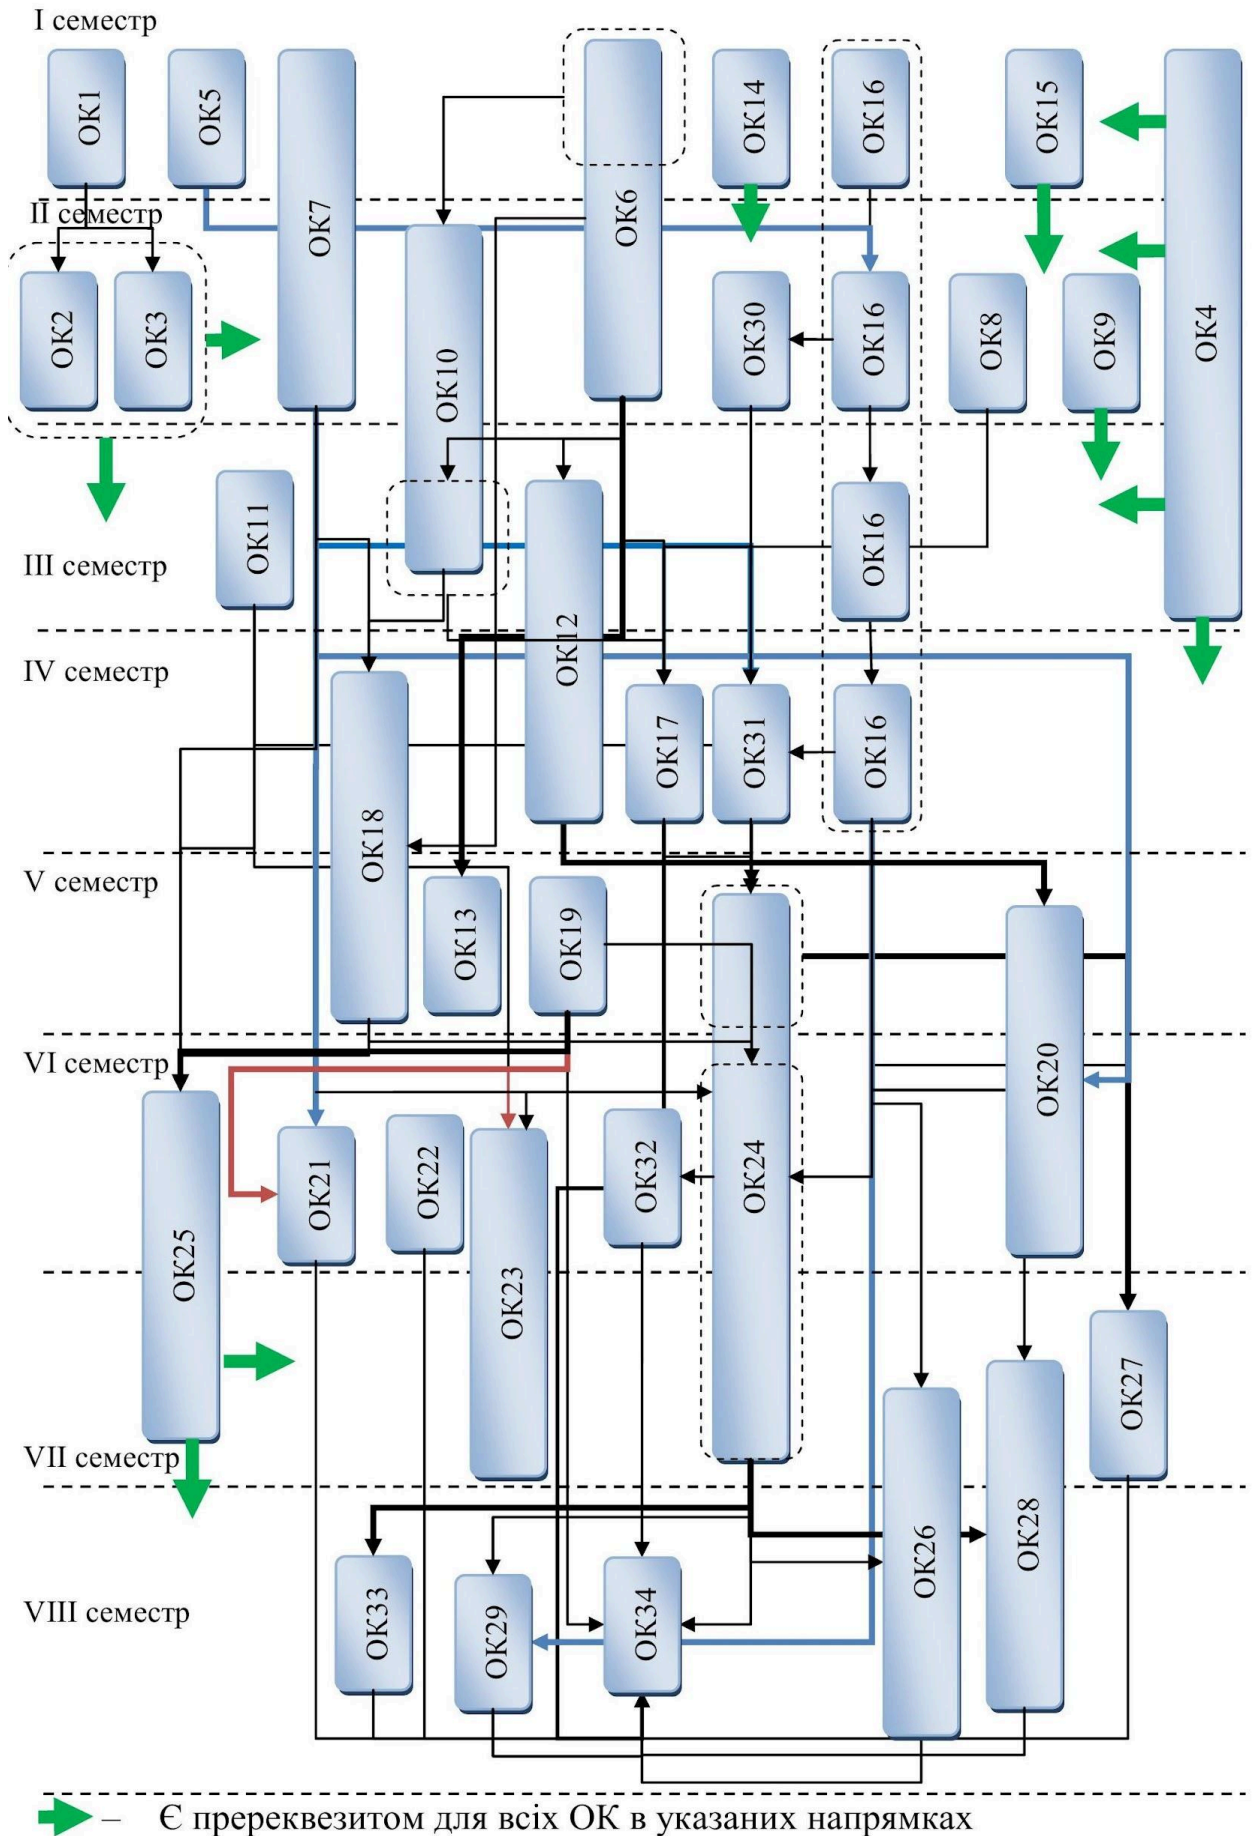 I семестр
ОК1
ОК5
ОК7
ОК6
ОК14
ОК16
ОК15
ОК4
II семестр
ОК2
ОК3
ОК10
ОК30
ОК16
ОК8
ОК9
ОК11
ОК12
ОК16
III семестр
IV семестр
ОК18
ОК17
ОК31
ОК16
V семестр
ОК13
ОК19
ОК20
VI семестр
ОК25
ОК21
ОК22
ОК23
ОК32
ОК24
ОК27
VII семестр
ОК26
ОК28
VIII семестр
ОК33
ОК29
ОК34
– Є пререквезитом для всіх ОК в указаних напрямках